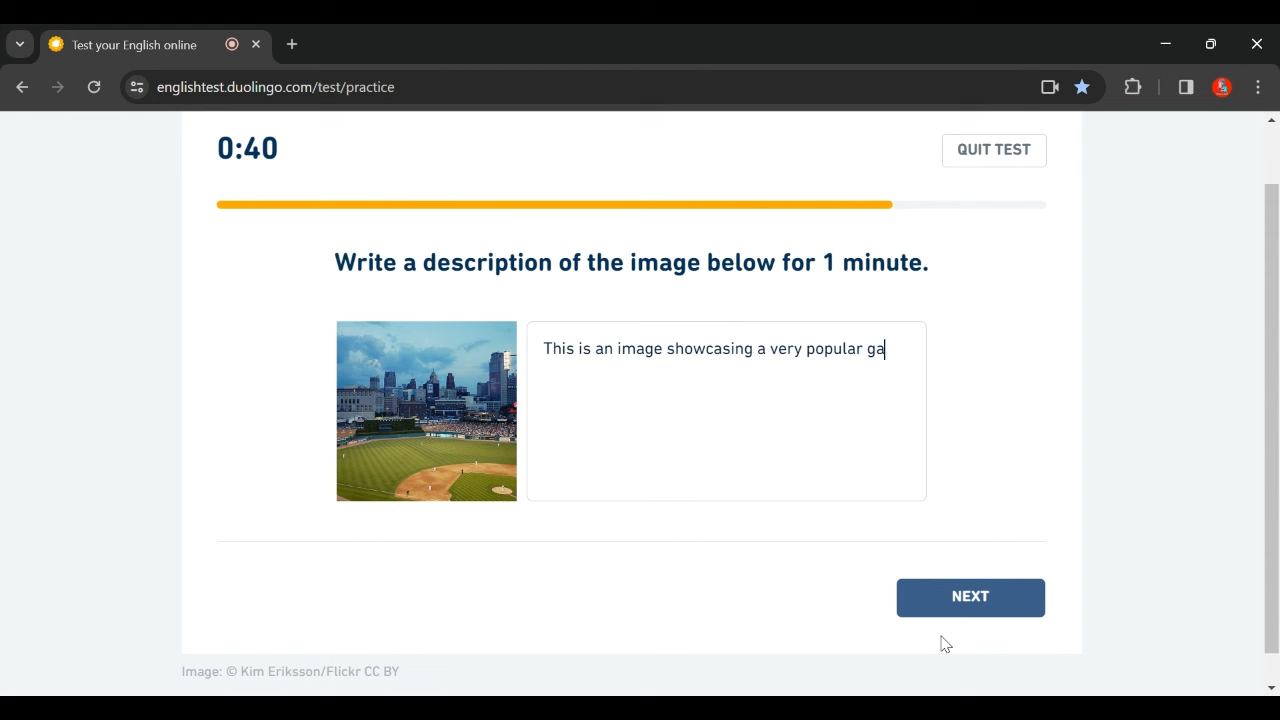 Test your English online
englishtest.duolingo.com/test/practice
0:40
QUIT TEST
Write a description of the image below for 1 minute.
This is an image showcasing a very popular ga
NEXT
Image: © Kim Eriksson/Flickr CC BY